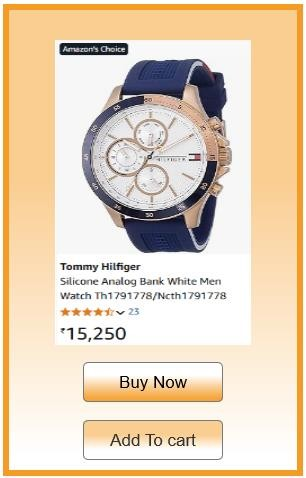 Amazon's Choice
HILFIGER
Tommy Hilfiger
Silicone Analog Bank White Men
Watch Th1791778/Ncth1791778
23
₹15,250
Buy Now
Add To cart